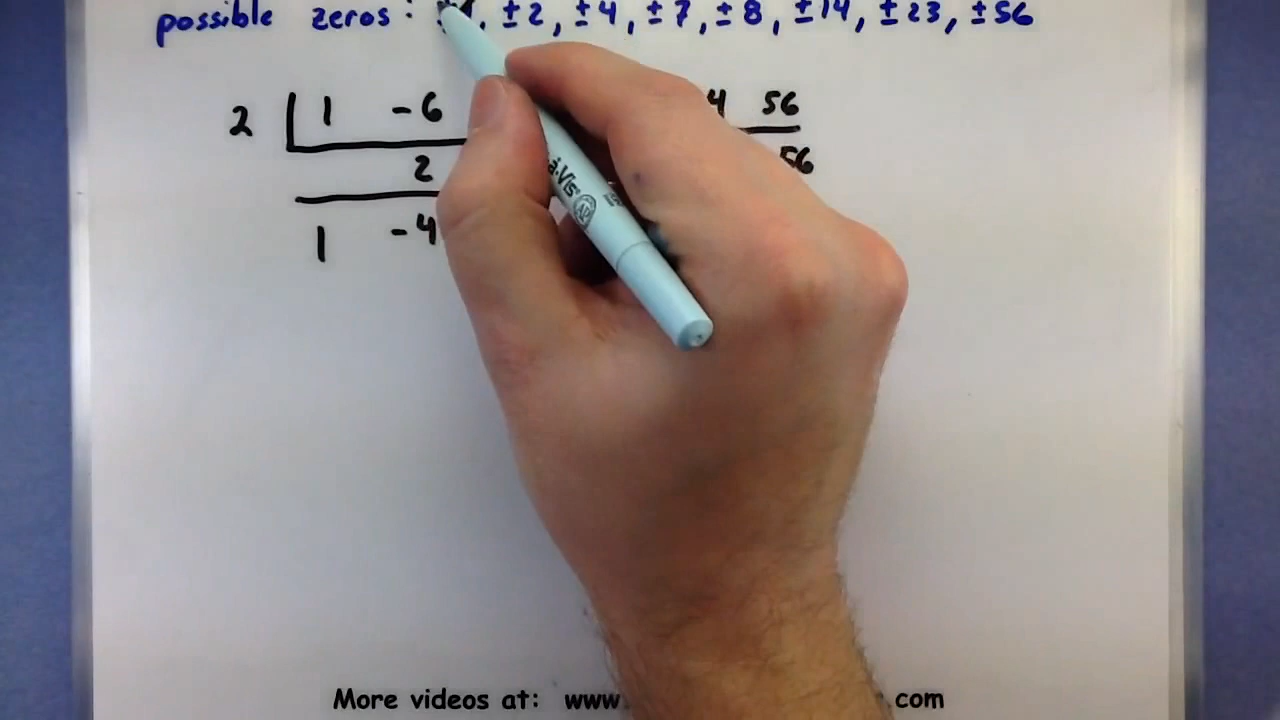 possible zeros: , ±2, ±4, ±7, ±8, ±14, ±23, ±56
2 1 -6 4 56
2 56
1 -4
á·Vis
More videos at: www com